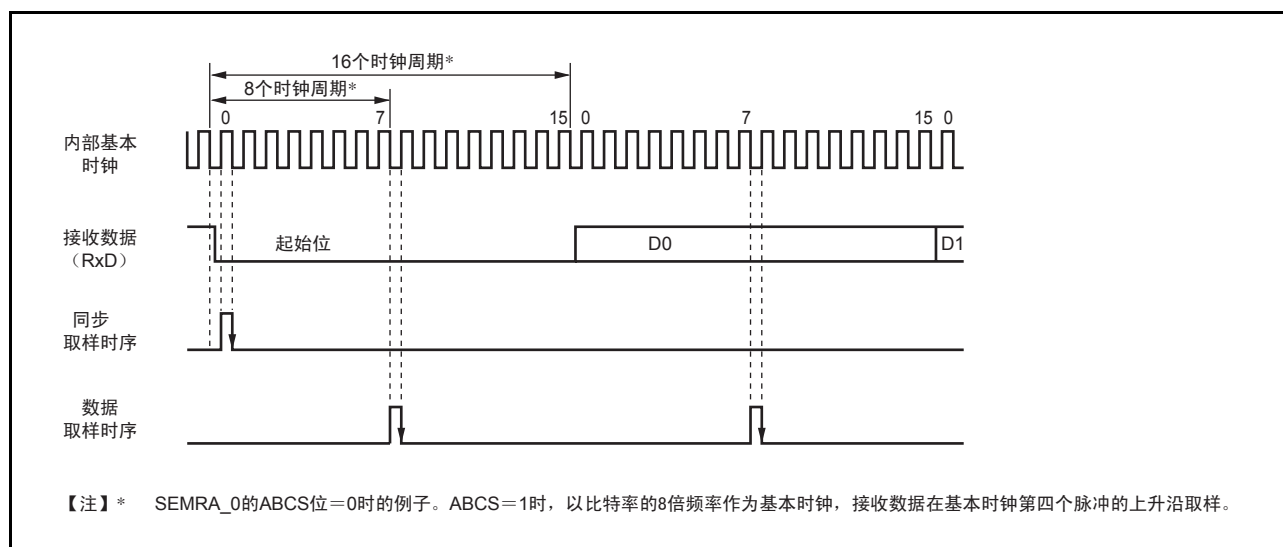 16个时钟周期*
8个时钟周期*
0 7 15 0 7 15 0
内部基本
时钟
接收数据
（RxD）
起始位 D0 D1
同步
取样时序
数据
取样时序
【注】* SEMRA_0的ABCS位＝0时的例子。ABCS＝1时，以比特率的8倍频率作为基本时钟，接收数据在基本时钟第四个脉冲的上升沿取样。